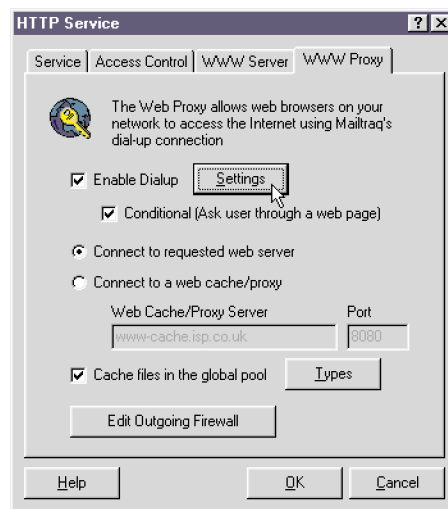 HTTP Service
Service Access Control WWW Server WWW Proxy
The Web Proxy allows web browsers on your
network to access the Internet using Mailtraq's
dial-up connection
Enable Dialup Settings
Conditional (Ask user through a web page)
Connect to requested web server
Connect to a web cache/proxy
Web Cache/Proxy Server Port
www-cache.isp.co.uk 8080
Cache files in the global pool Types
Edit Outgoing Firewall
Help OK Cancel